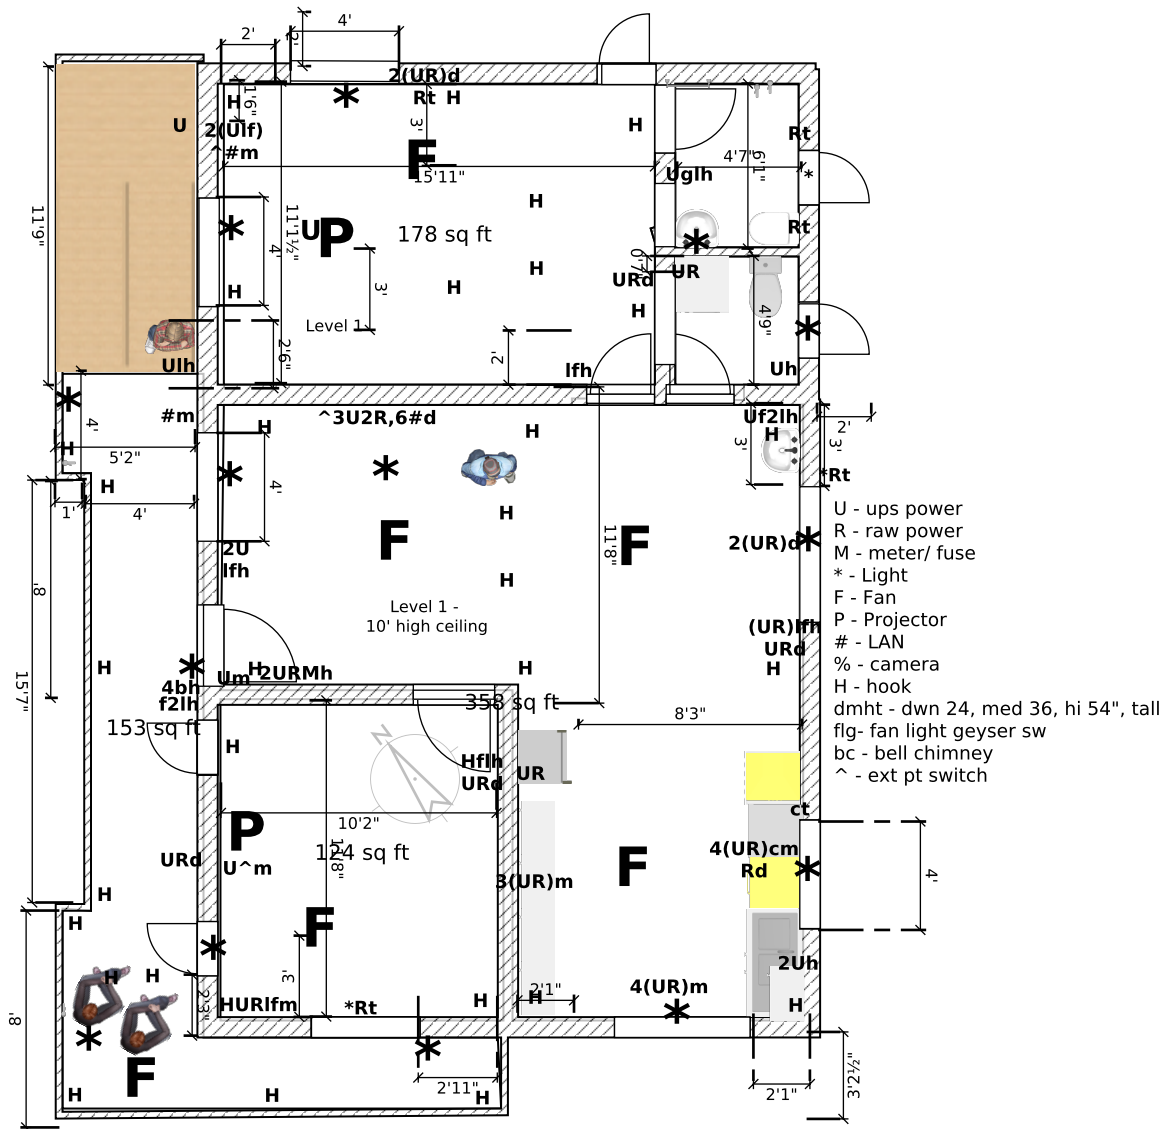 2'
4'
2'
2(UR)d
H
1'6"
Rt H
3'
H
U
2(Ulf)
^#m
F
Rt
4'7"
6'1"
15'11"
Uglh
*
H
11'9"
11'1½"
4'
U
P
178 sq ft
Rt
H
0'7"
URd
UR
H
3'
H
H
4'9"
Level 1
2'6"
2'
Ulh
lfh
Uh
#m
^3U2R,6#d
Uf2lh
H
H
H
4'
H
5'2"
3'
2'
3'
4'
F
*Rt
H
1'
4'
H
U - ups power
R - raw power
M - meter/ fuse
* - Light
F - Fan
P - Projector
# - LAN
% - camera
H - hook
dmht - dwn 24, med 36, hi 54", tall
flg- fan light geyser sw
bc - bell chimney
^ - ext pt switch
11'8"
F
2(UR)d
2U
lfh
8'
H
Level 1 -
10' high ceiling
(UR)lfh
URd
H
H
H
Um
2URMh
H
15'7"
4bh
f2lh
358 sq ft
153 sq ft
8'3"
H
N
Hflh
URd
UR
ct
10'2"
P
124 sq ft
11'8"
URd
U^m
4(UR)cm
Rd
F
4'
3(UR)m
H
H
F
2Uh
H
H
3'
2'3"
HURlfm
*Rt
H
2'1"
H
4(UR)m
H
8'
F
2'11"
2'1"
3'2½"
H
H
H